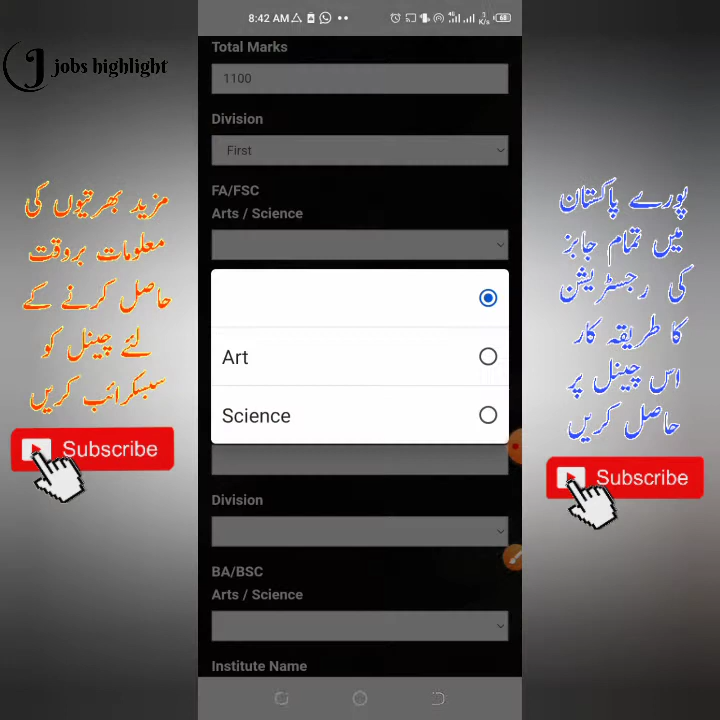 8:42 AM
68
jobs highlight
Total Marks
1100
Division
First
FA/FSC
Arts / Science
Art
Science
Division
BA/BSC
Arts / Science
Institute Name
مزید بھرتیوں کی
معلومات بروقت
حاصل کرنے کے
لئے چینل کو
سبسکرائب کریں
Subscribe
پورے پاکستان
میں تمام جابز
کی رجسٹریشن
کا طریقہ کار
اس چینل پر
حاصل کریں
Subscribe